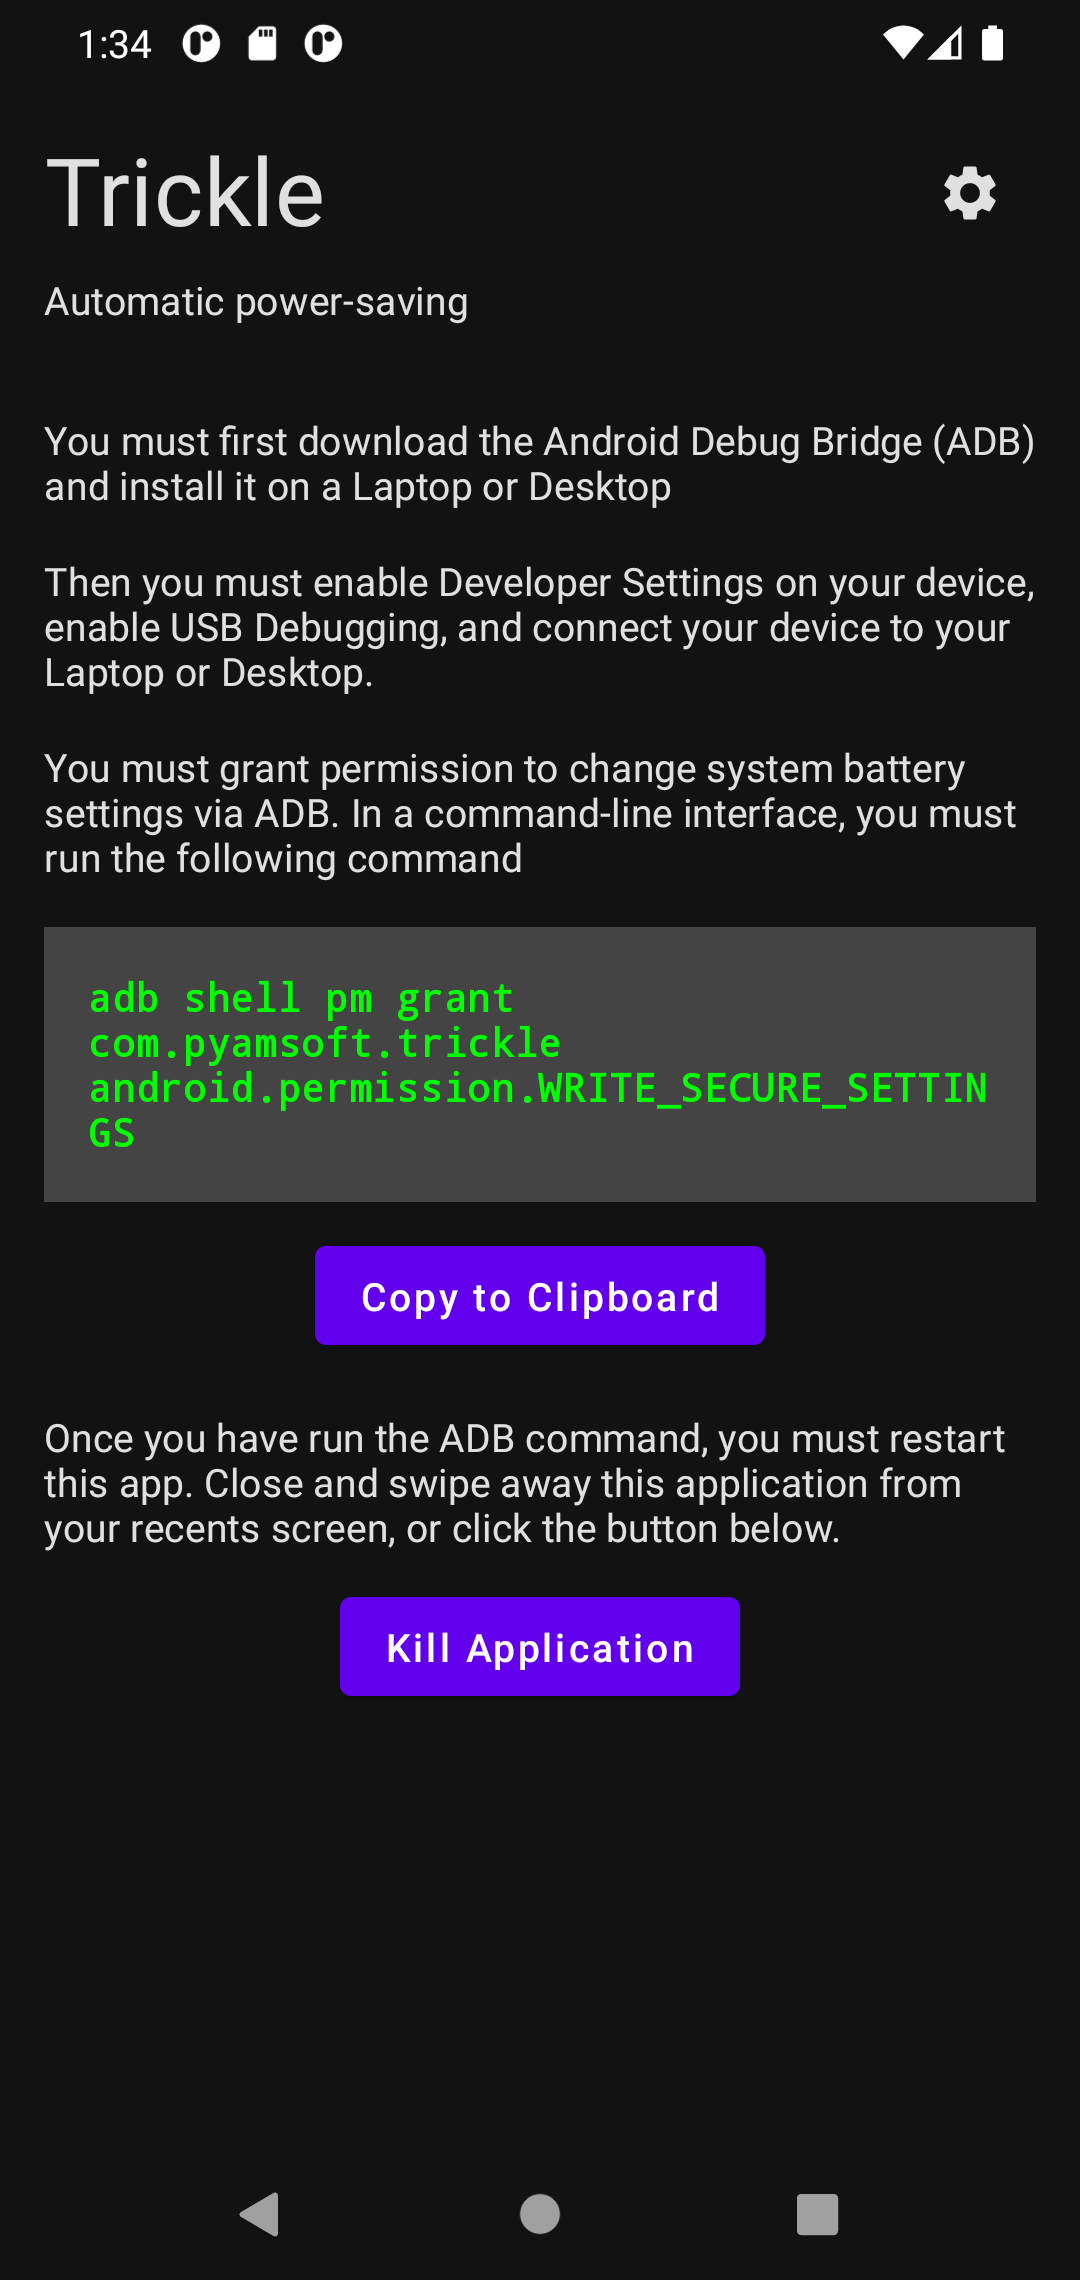 1:34
Trickle
Automatic power-saving
You must first download the Android Debug Bridge (ADB)
and install it on a Laptop or Desktop
Then you must enable Developer Settings on your device,
enable USB Debugging, and connect your device to your
Laptop or Desktop.
You must grant permission to change system battery
settings via ADB. In a command-line interface, you must
run the following command
adb shell pm grant
com.pyamsoft.trickle
android.permission.WRITE_SECURE_SETTIN
GS
Copy to Clipboard
Once you have run the ADB command, you must restart
this app. Close and swipe away this application from
your recents screen, or click the button below.
Kill Application